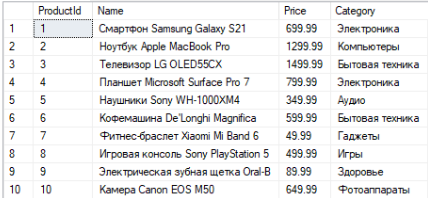 ProductId Name Price Category
1 1 Смартфон Samsung Galaxy S21 699.99 Электроника
2 2 Ноутбук Apple MacBook Pro 1299.99 Компьютеры
3 3 Телевизор LG OLED55CX 1499.99 Бытовая техника
4 4 Планшет Microsoft Surface Pro 7 799.99 Электроника
5 5 Наушники Sony WH-1000XM4 349.99 Аудио
6 6 Кофемашина De'Longhi Magnifica 599.99 Бытовая техника
7 7 Фитнес-браслет Xiaomi Mi Band 6 49.99 Гаджеты
8 8 Игровая консоль Sony PlayStation 5 499.99 Игры
9 9 Электрическая зубная щетка Oral-B 89.99 Здоровье
10 10 Камера Canon EOS M50 649.99 Фотоаппараты